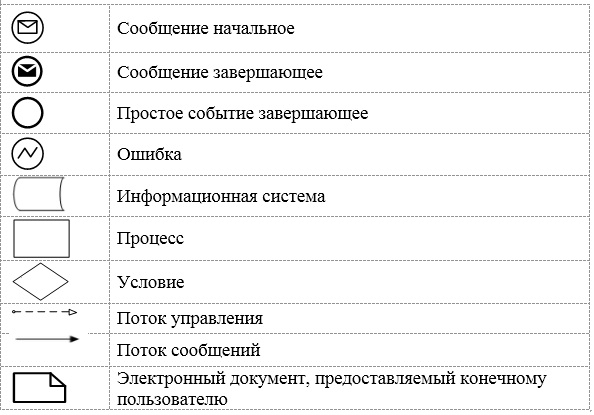 Сообщение начальное
Сообщение завершающее
Простое событие завершающее
Ошибка
Информационная система
Процесс
Условие
Поток управления
Поток сообщений
Электронный документ, предоставляемый конечному
пользователю